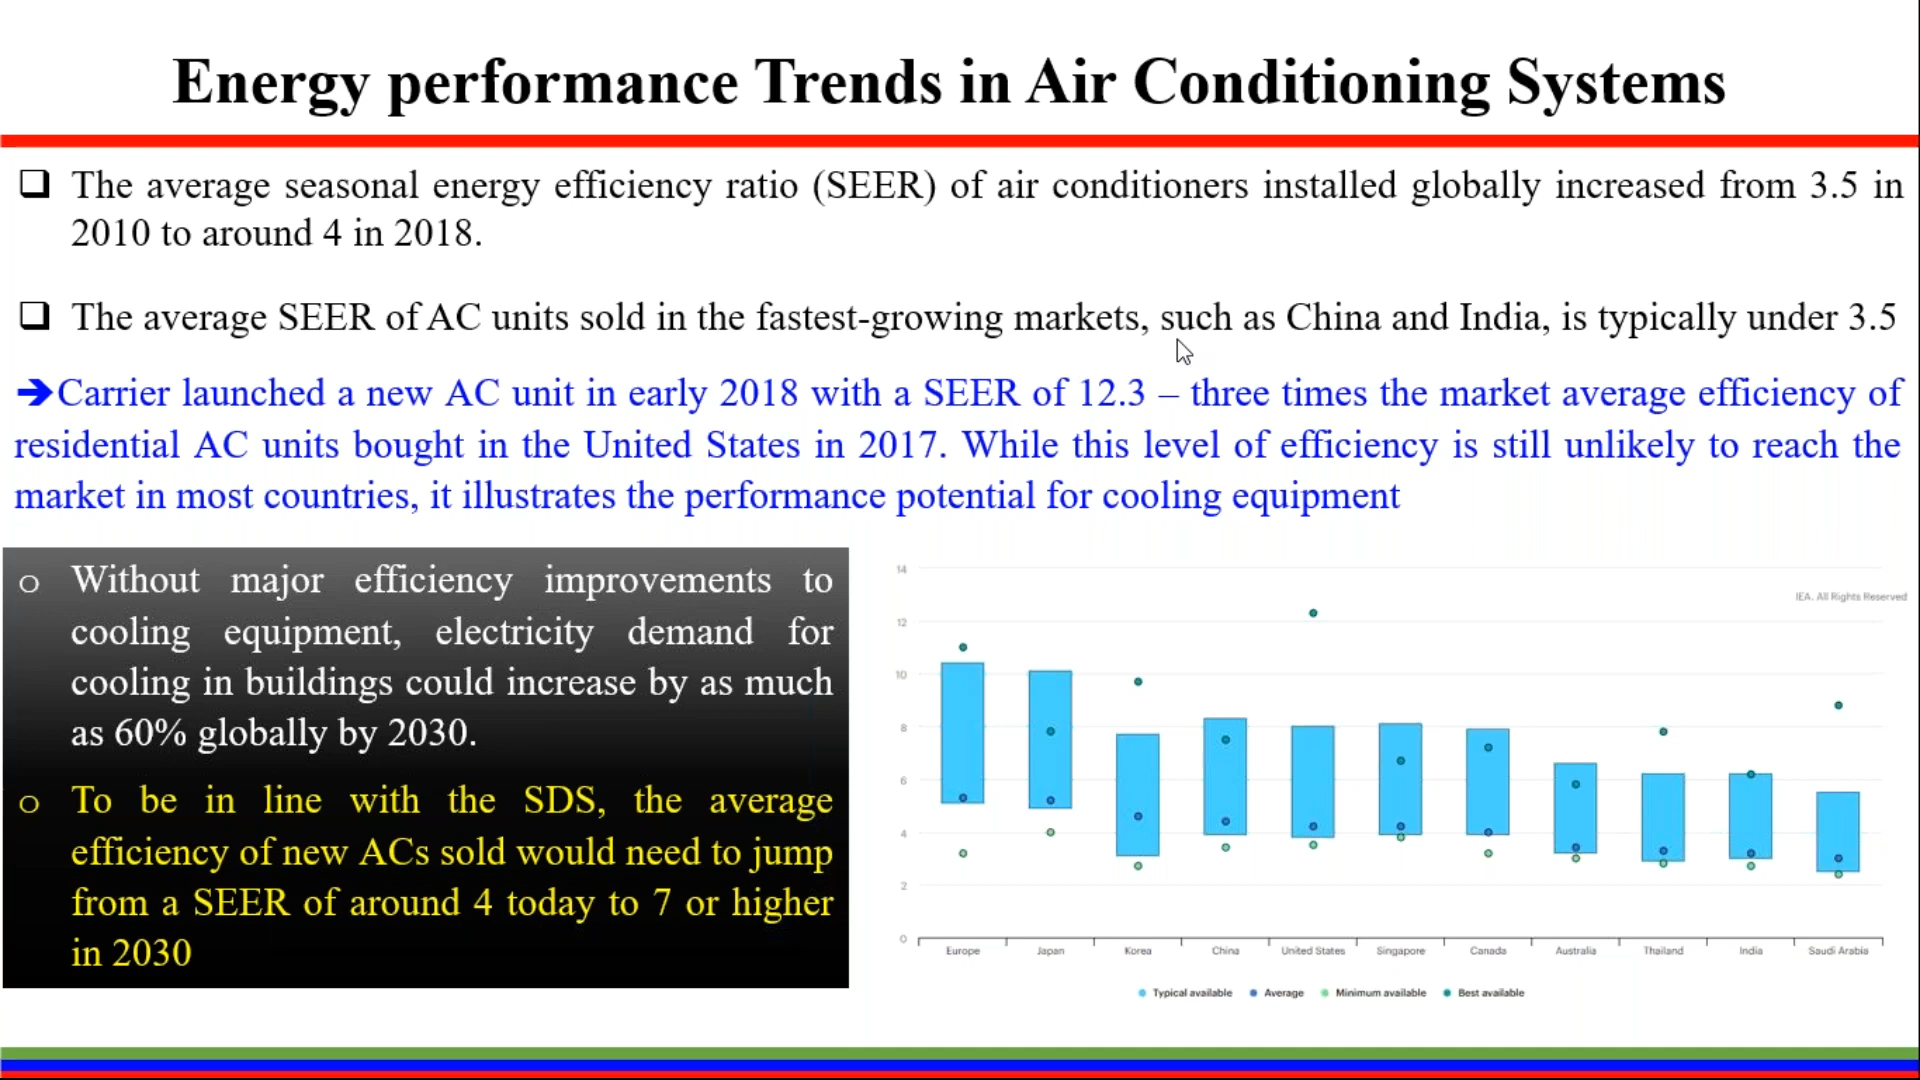 Energy performance Trends in Air Conditioning Systems
The average seasonal energy efficiency ratio (SEER) of air conditioners installed globally increased from 3.5 in
2010 to around 4 in 2018.
The average SEER of AC units sold in the fastest-growing markets, such as China and India, is typically under 3.5
Carrier launched a new AC unit in early 2018 with a SEER of 12.3 – three times the market average efficiency of
residential AC units bought in the United States in 2017. While this level of efficiency is still unlikely to reach the
market in most countries, it illustrates the performance potential for cooling equipment
Without major efficiency improvements to
cooling equipment, electricity demand for
cooling in buildings could increase by as much
as 60% globally by 2030.
To be in line with the SDS, the average
efficiency of new ACs sold would need to jump
from a SEER of around 4 today to 7 or higher
in 2030
14
IEA. All Rights Reserved
12
10
8
6
4
2
0
Europe Japan Korea China United States Singapore Canada Australia Thailand India Saudi Arabia
Typical available Average Minimum available Best available